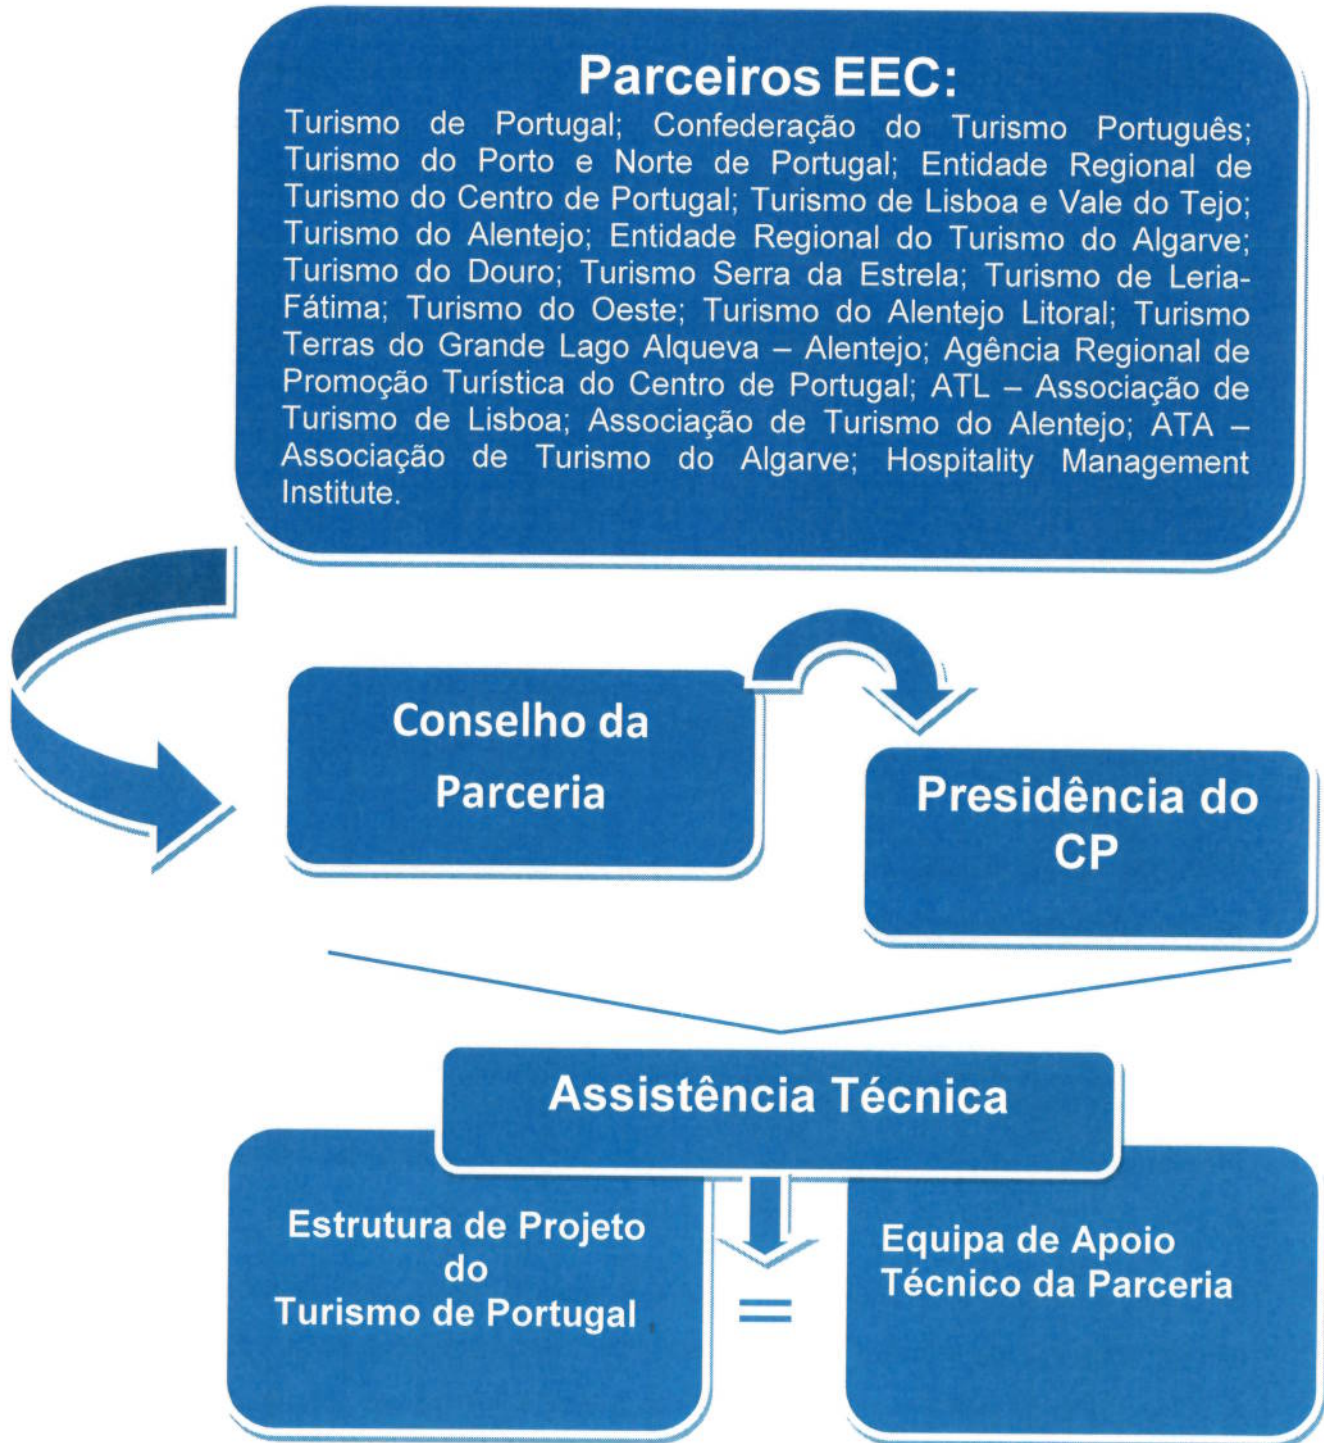 Parceiros EEC:
Turismo de Portugal; Confederação do Turismo Português;
Turismo do Porto e Norte de Portugal; Entidade Regional de
Turismo do Centro de Portugal; Turismo de Lisboa e Vale do Tejo;
Turismo do Alentejo; Entidade Regional do Turismo do Algarve;
Turismo do Douro; Turismo Serra da Estrela; Turismo de Leria-
Fátima; Turismo do Oeste; Turismo do Alentejo Litoral; Turismo
Terras do Grande Lago Alqueva – Alentejo; Agência Regional de
Promoção Turística do Centro de Portugal; ATL – Associação de
Turismo de Lisboa; Associação de Turismo do Alentejo; ATA –
Associação de Turismo do Algarve; Hospitality Management
Institute.
Conselho da
Parceria
Presidência do
CP
Assistência Técnica
Estrutura de Projeto
do
Turismo de Portugal
=
Equipa de Apoio
Técnico da Parceria